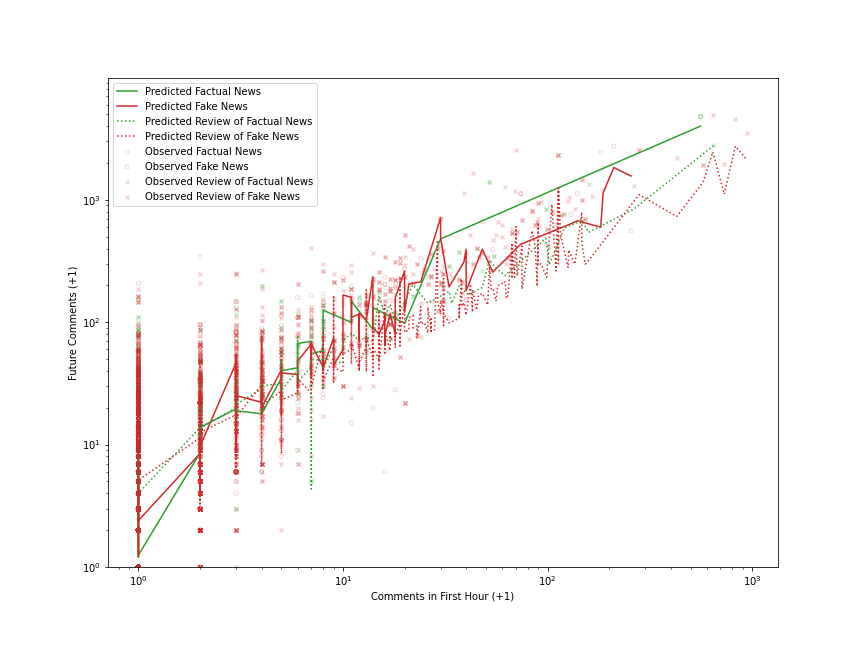 Predicted Factual News
Predicted Fake News
Predicted Review of Factual News
Predicted Review of Fake News
Observed Factual News
Observed Fake News
Observed Review of Factual News
Observed Review of Fake News
Future Comments (+1)
10³
10²
10¹
10⁰
10⁰ 10¹ 10² 10³
Comments in First Hour (+1)